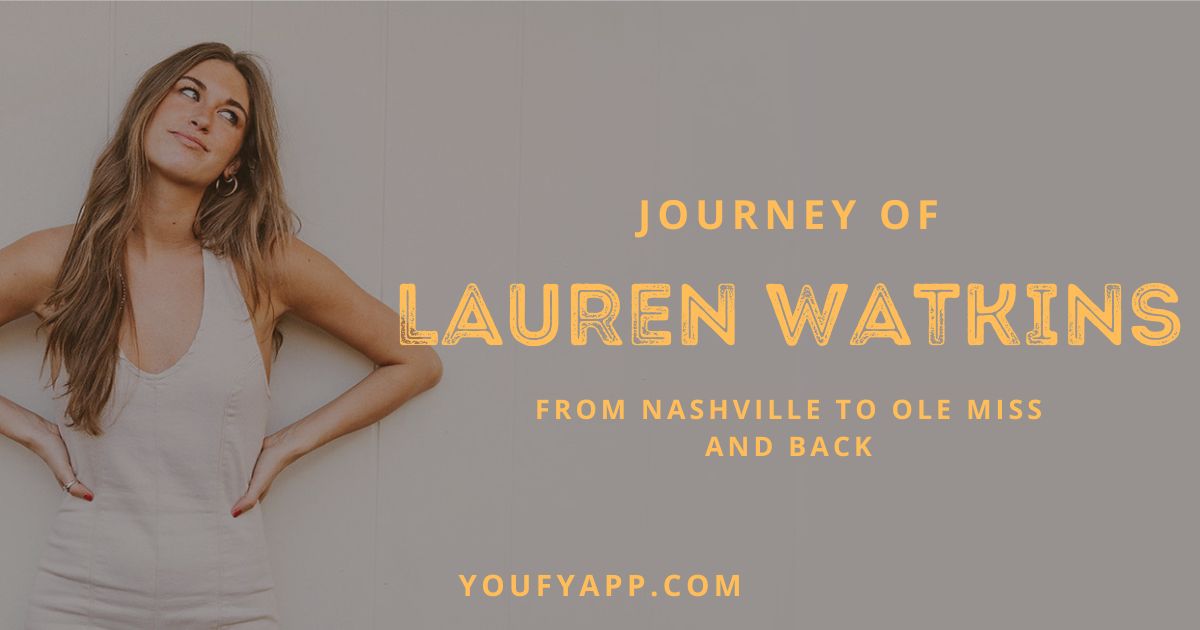 JOURNEY OF
LAUREN WATKINS
FROM NASHVILLE TO OLE MISS
AND BACK
YOUFYAPP.COM